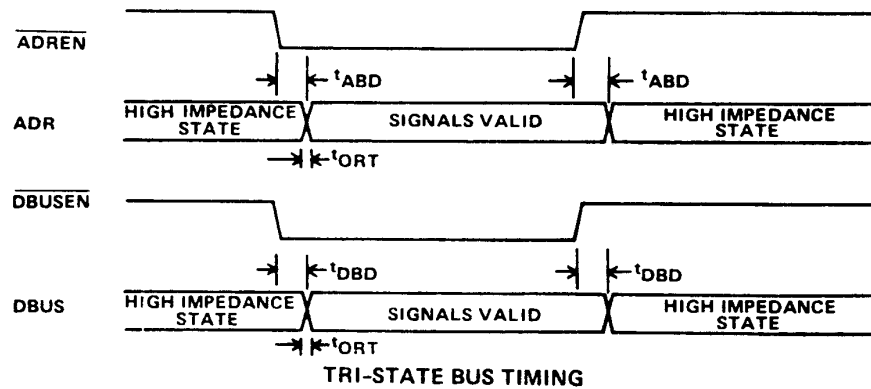 ADREN
tABD
tABD
ADR
HIGH IMPEDANCE
STATE
SIGNALS VALID
HIGH IMPEDANCE
STATE
tORT
DBUSEN
tDBD
tDBD
DBUS
HIGH IMPEDANCE
STATE
SIGNALS VALID
HIGH IMPEDANCE
STATE
tORT
TRI-STATE BUS TIMING